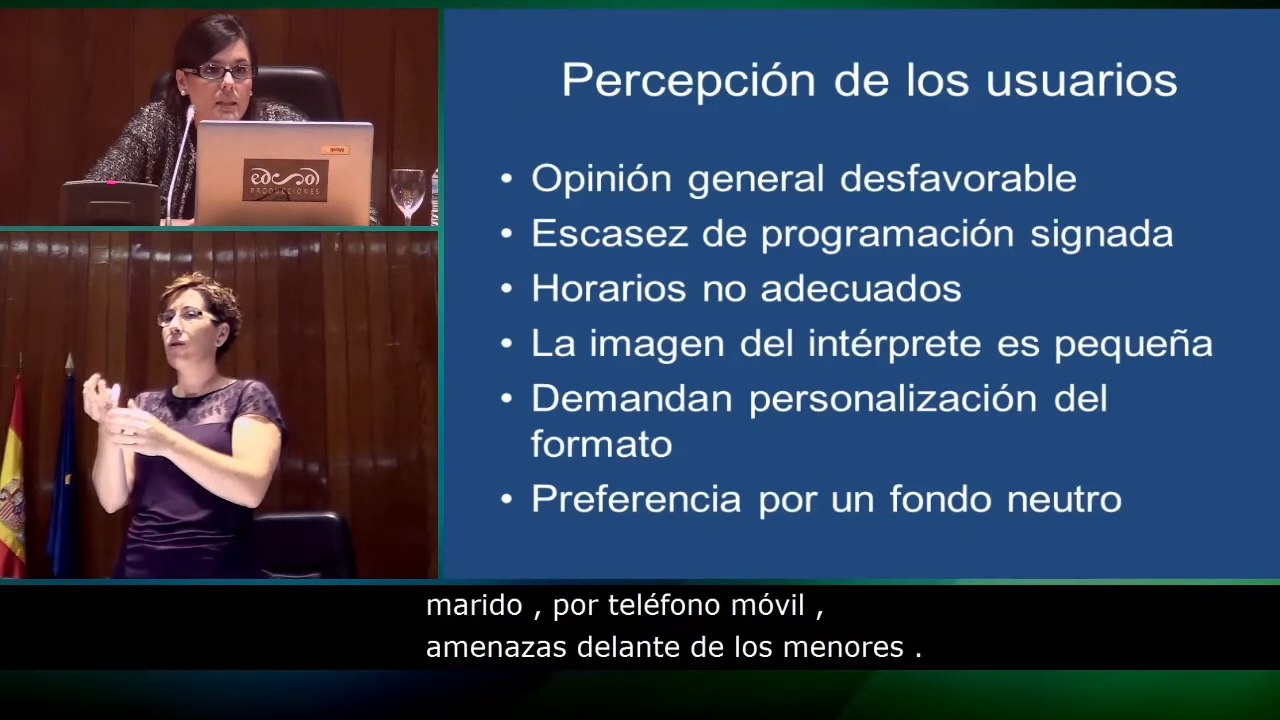 edsol
PRODUCCIONES
Percepción de los usuarios
• Opinión general desfavorable
• Escasez de programación signada
• Horarios no adecuados
• La imagen del intérprete es pequeña
• Demandan personalización del
formato
• Preferencia por un fondo neutro
marido , por teléfono móvil ,
amenazas delante de los menores .